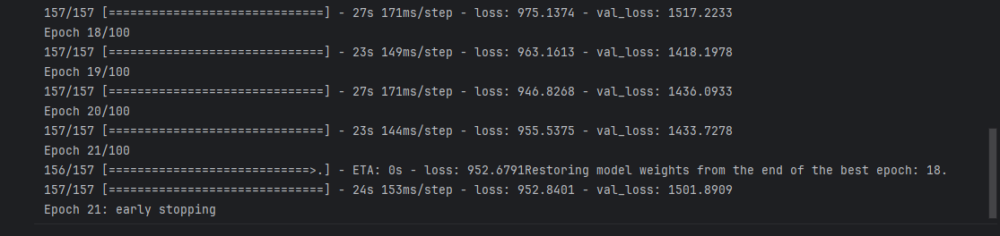 157/157 [==============================] - 27s 171ms/step - loss: 975.1374 - val_loss: 1517.2233
Epoch 18/100
157/157 [==============================] - 23s 149ms/step - loss: 963.1613 - val_loss: 1418.1978
Epoch 19/100
157/157 [==============================] - 27s 171ms/step - loss: 946.8268 - val_loss: 1436.0933
Epoch 20/100
157/157 [==============================] - 23s 144ms/step - loss: 955.5375 - val_loss: 1433.7278
Epoch 21/100
156/157 [============================>.] - ETA: 0s - loss: 952.6791Restoring model weights from the end of the best epoch: 18.
157/157 [==============================] - 24s 153ms/step - loss: 952.8401 - val_loss: 1501.8909
Epoch 21: early stopping